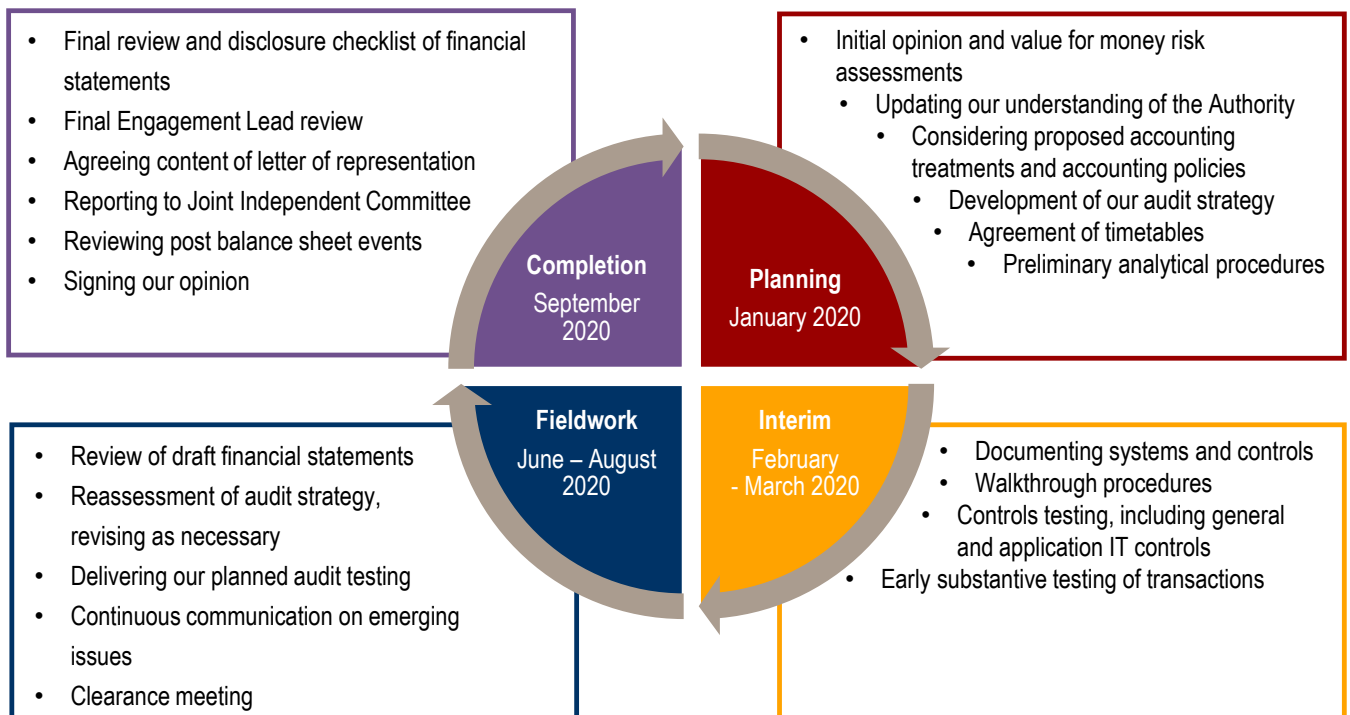 • Final review and disclosure checklist of financial
statements
• Final Engagement Lead review
• Agreeing content of letter of representation
• Reporting to Joint Independent Committee
• Reviewing post balance sheet events
• Signing our opinion
• Initial opinion and value for money risk
assessments
• Updating our understanding of the Authority
• Considering proposed accounting
treatments and accounting policies
• Development of our audit strategy
• Agreement of timetables
• Preliminary analytical procedures
Completion
September
2020
Planning
January 2020
Fieldwork
June – August
2020
Interim
February
- March 2020
• Review of draft financial statements
• Reassessment of audit strategy,
revising as necessary
• Delivering our planned audit testing
• Continuous communication on emerging
issues
• Clearance meeting
• Documenting systems and controls
• Walkthrough procedures
• Controls testing, including general
and application IT controls
• Early substantive testing of transactions